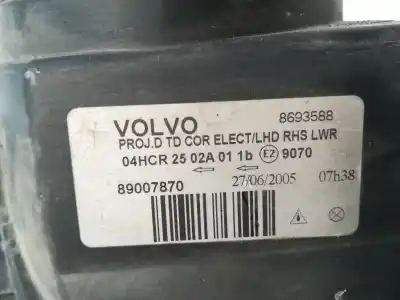 VOLVO 8693588
PROJ.D TD COR ELECT/LHD RHS LWR
04HCR 25 02A 01 1b E2 9070
89007870 27/06/2005 07h38